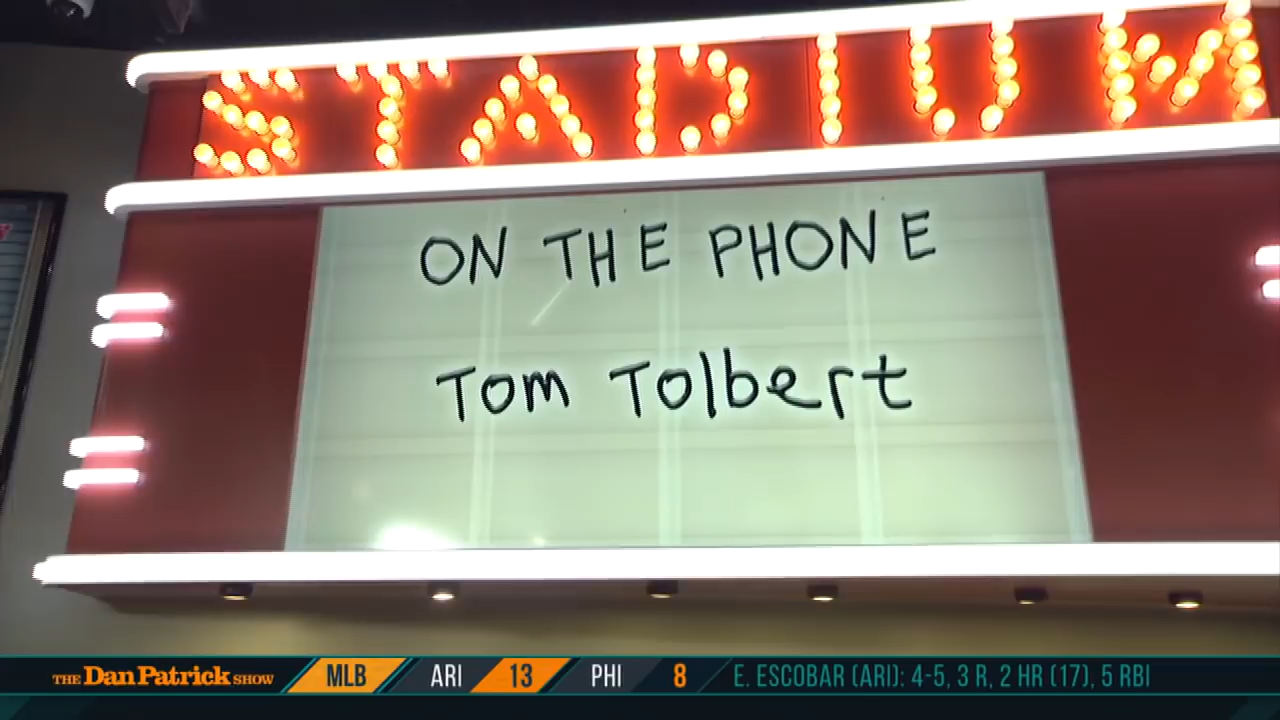 STADIUM
ON THE PHONE
Tom Tolbert
THE Dan Patrick SHOW MLB ARI 13 PHI 8 E. ESCOBAR (ARI): 4-5, 3 R, 2 HR (17), 5 RBI